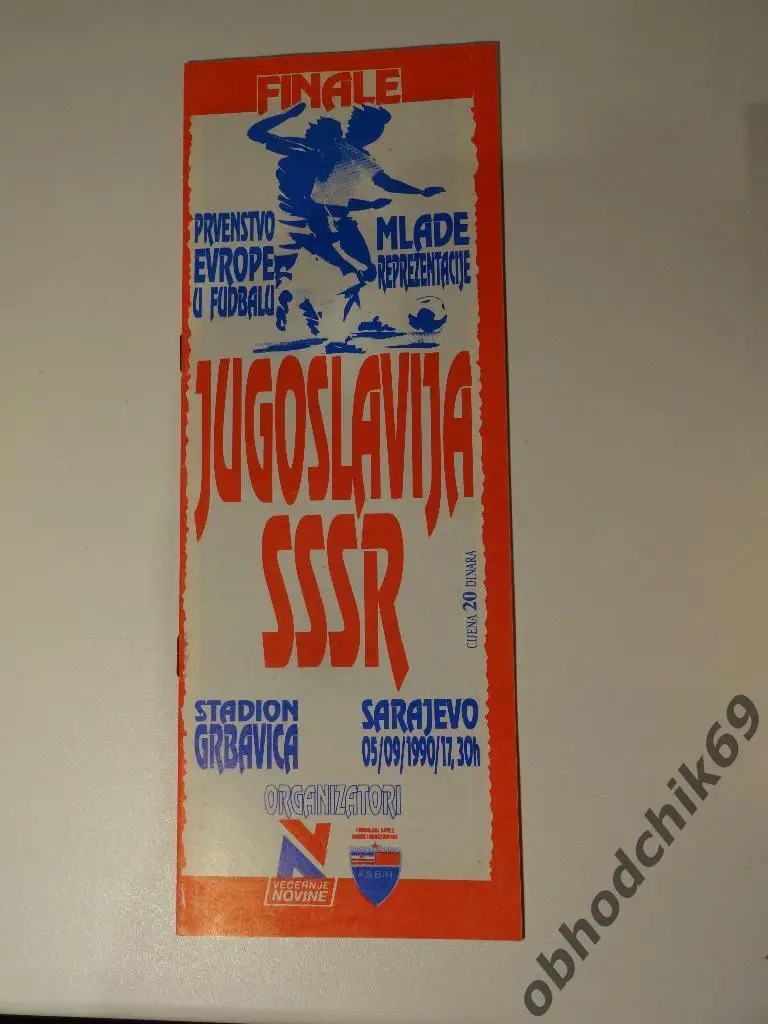 FINALE
PRVENSTVO
EVROPE
U FUDBALU
MLADE
REPREZENTACIJE
JUGOSLAVIJA
SSSR
CIJENA 20 DINARA
STADION
GRBAVICA
SARAJEVO
05/09/1990/17,30h
ORGANIZATORI
VEČERNJE
NOVINE
FSBiH
obhodchik69